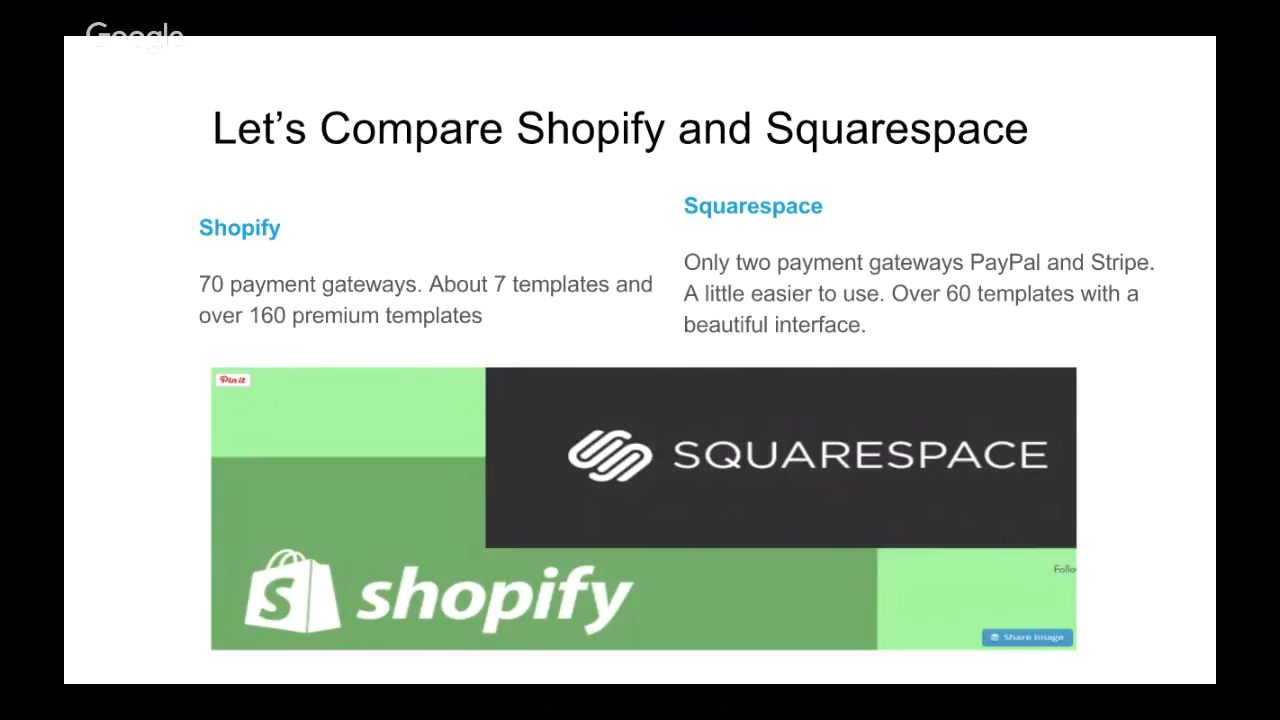 Google
Let's Compare Shopify and Squarespace
Shopify
70 payment gateways. About 7 templates and
over 160 premium templates
Squarespace
Only two payment gateways PayPal and Stripe.
A little easier to use. Over 60 templates with a
beautiful interface.
Pin it
SQUARESPACE
S shopify
Follo
Share Image